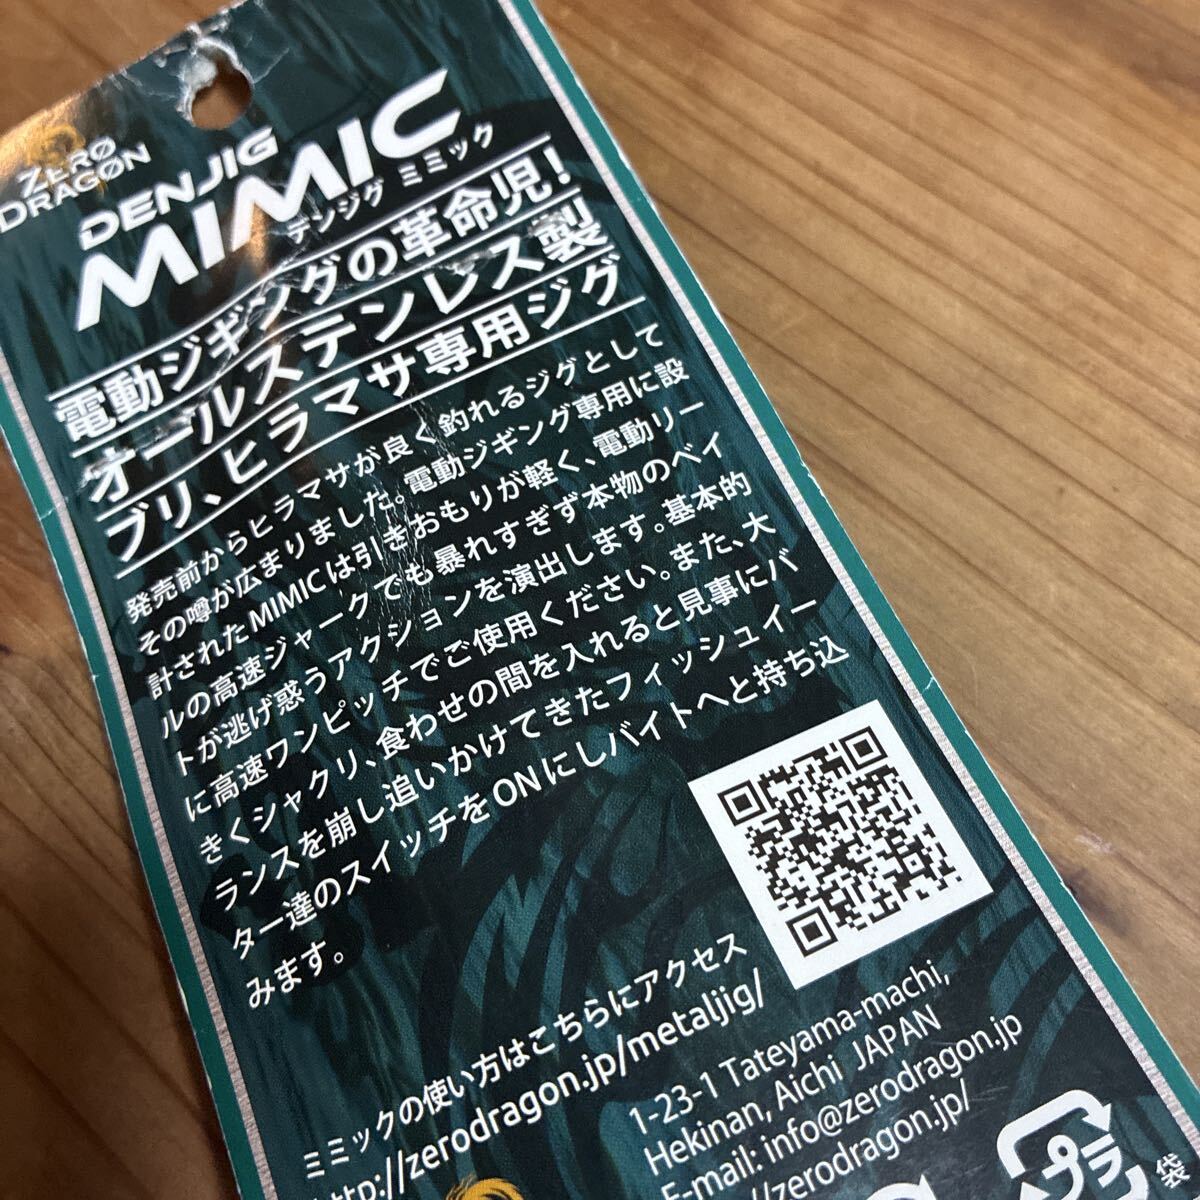 ZERØ
DRAGØN
DENJIG
MIMIC
デンジグ ミミック
電動ジギングの革命児!
オールステンレス製
ブリ、ヒラマサ専用ジグ
発売前からヒラマサが良く釣れるジグとして
その噂が広まりました。電動ジギング専用に設
計されたMIMICは引きおもりが軽く、電動リー
ルの高速ジャークでも暴れすぎず本物のベイ
トが逃げ惑うアクションを演出します。基本的
に高速ワンピッチでご使用ください。また、大
きくシャクリ、食わせの間を入れると見事にバ
ランスを崩し追いかけてきたフィッシュイー
ター達のスイッチをONにしバイトへと持ち込
みます。
ミミックの使い方はこちらにアクセス
http://zerodragon.jp/metaljig/
1-23-1 Tateyama-machi,
Hekinan, Aichi JAPAN
E-mail: info@zerodragon.jp
//zerodragon.jp/
プラ
袋